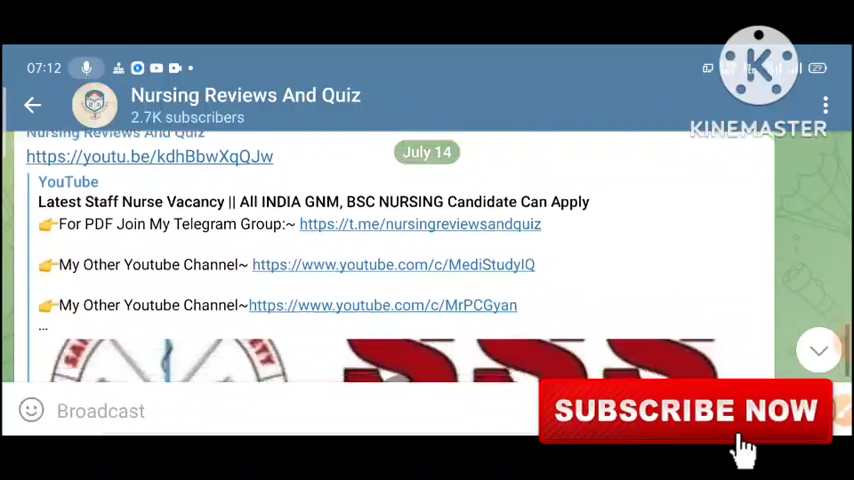 07:12
29
KINEMASTER
Nursing Reviews And Quiz
2.7K subscribers
Nursing Reviews And Quiz
July 14
https://youtu.be/kdhBbwXqQJw
YouTube
Latest Staff Nurse Vacancy || All INDIA GNM, BSC NURSING Candidate Can Apply
👉For PDF Join My Telegram Group:~ https://t.me/nursingreviewsandquiz
👉My Other Youtube Channel~ https://www.youtube.com/c/MediStudyIQ
👉My Other Youtube Channel~https://www.youtube.com/c/MrPCGyan
...
SSS
Broadcast
SUBSCRIBE NOW